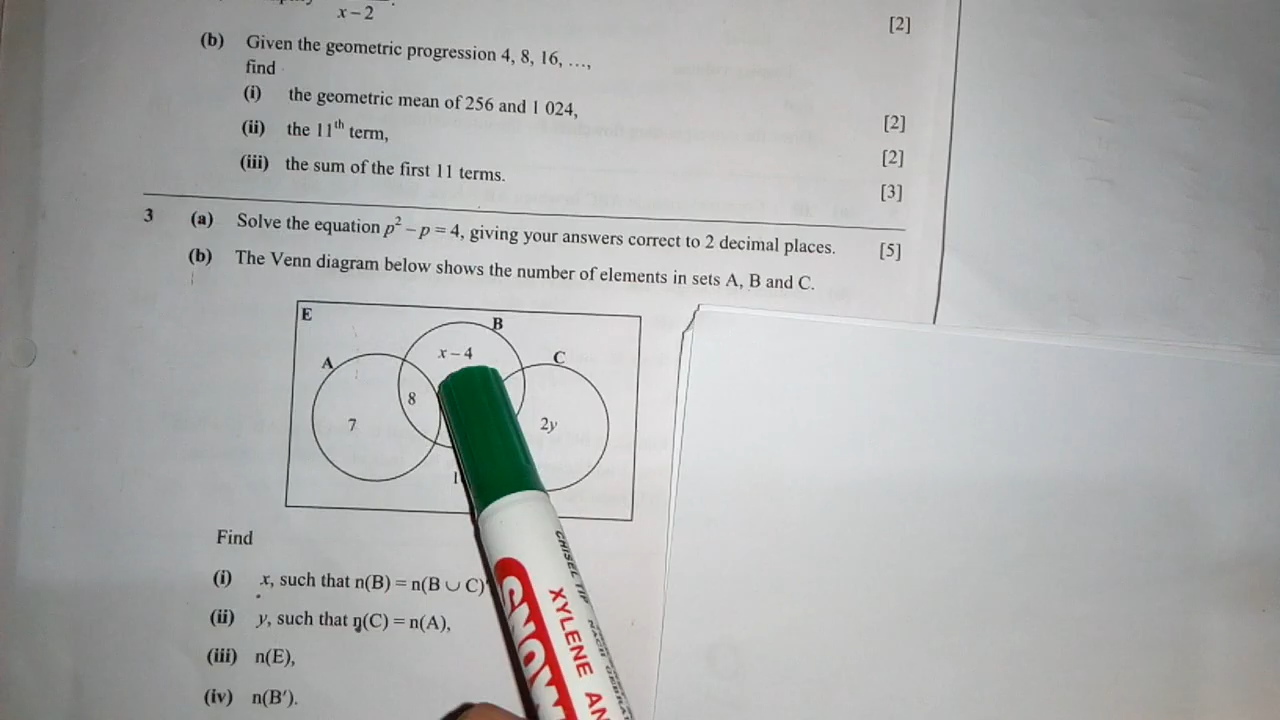 x – 2
[2]
(b) Given the geometric progression 4, 8, 16, ...,
find
(i) the geometric mean of 256 and 1 024, [2]
(ii) the 11th term, [2]
(iii) the sum of the first 11 terms. [3]
3 (a) Solve the equation p² – p = 4, giving your answers correct to 2 decimal places. [5]
(b) The Venn diagram below shows the number of elements in sets A, B and C.
E
B
x – 4
A
C
8
7
2y
Find
(i) x, such that n(B) = n(B ∪ C)
(ii) y, such that n(C) = n(A),
(iii) n(E),
(iv) n(B′).
CHISEL TIP
XYLENE AN
SNOW